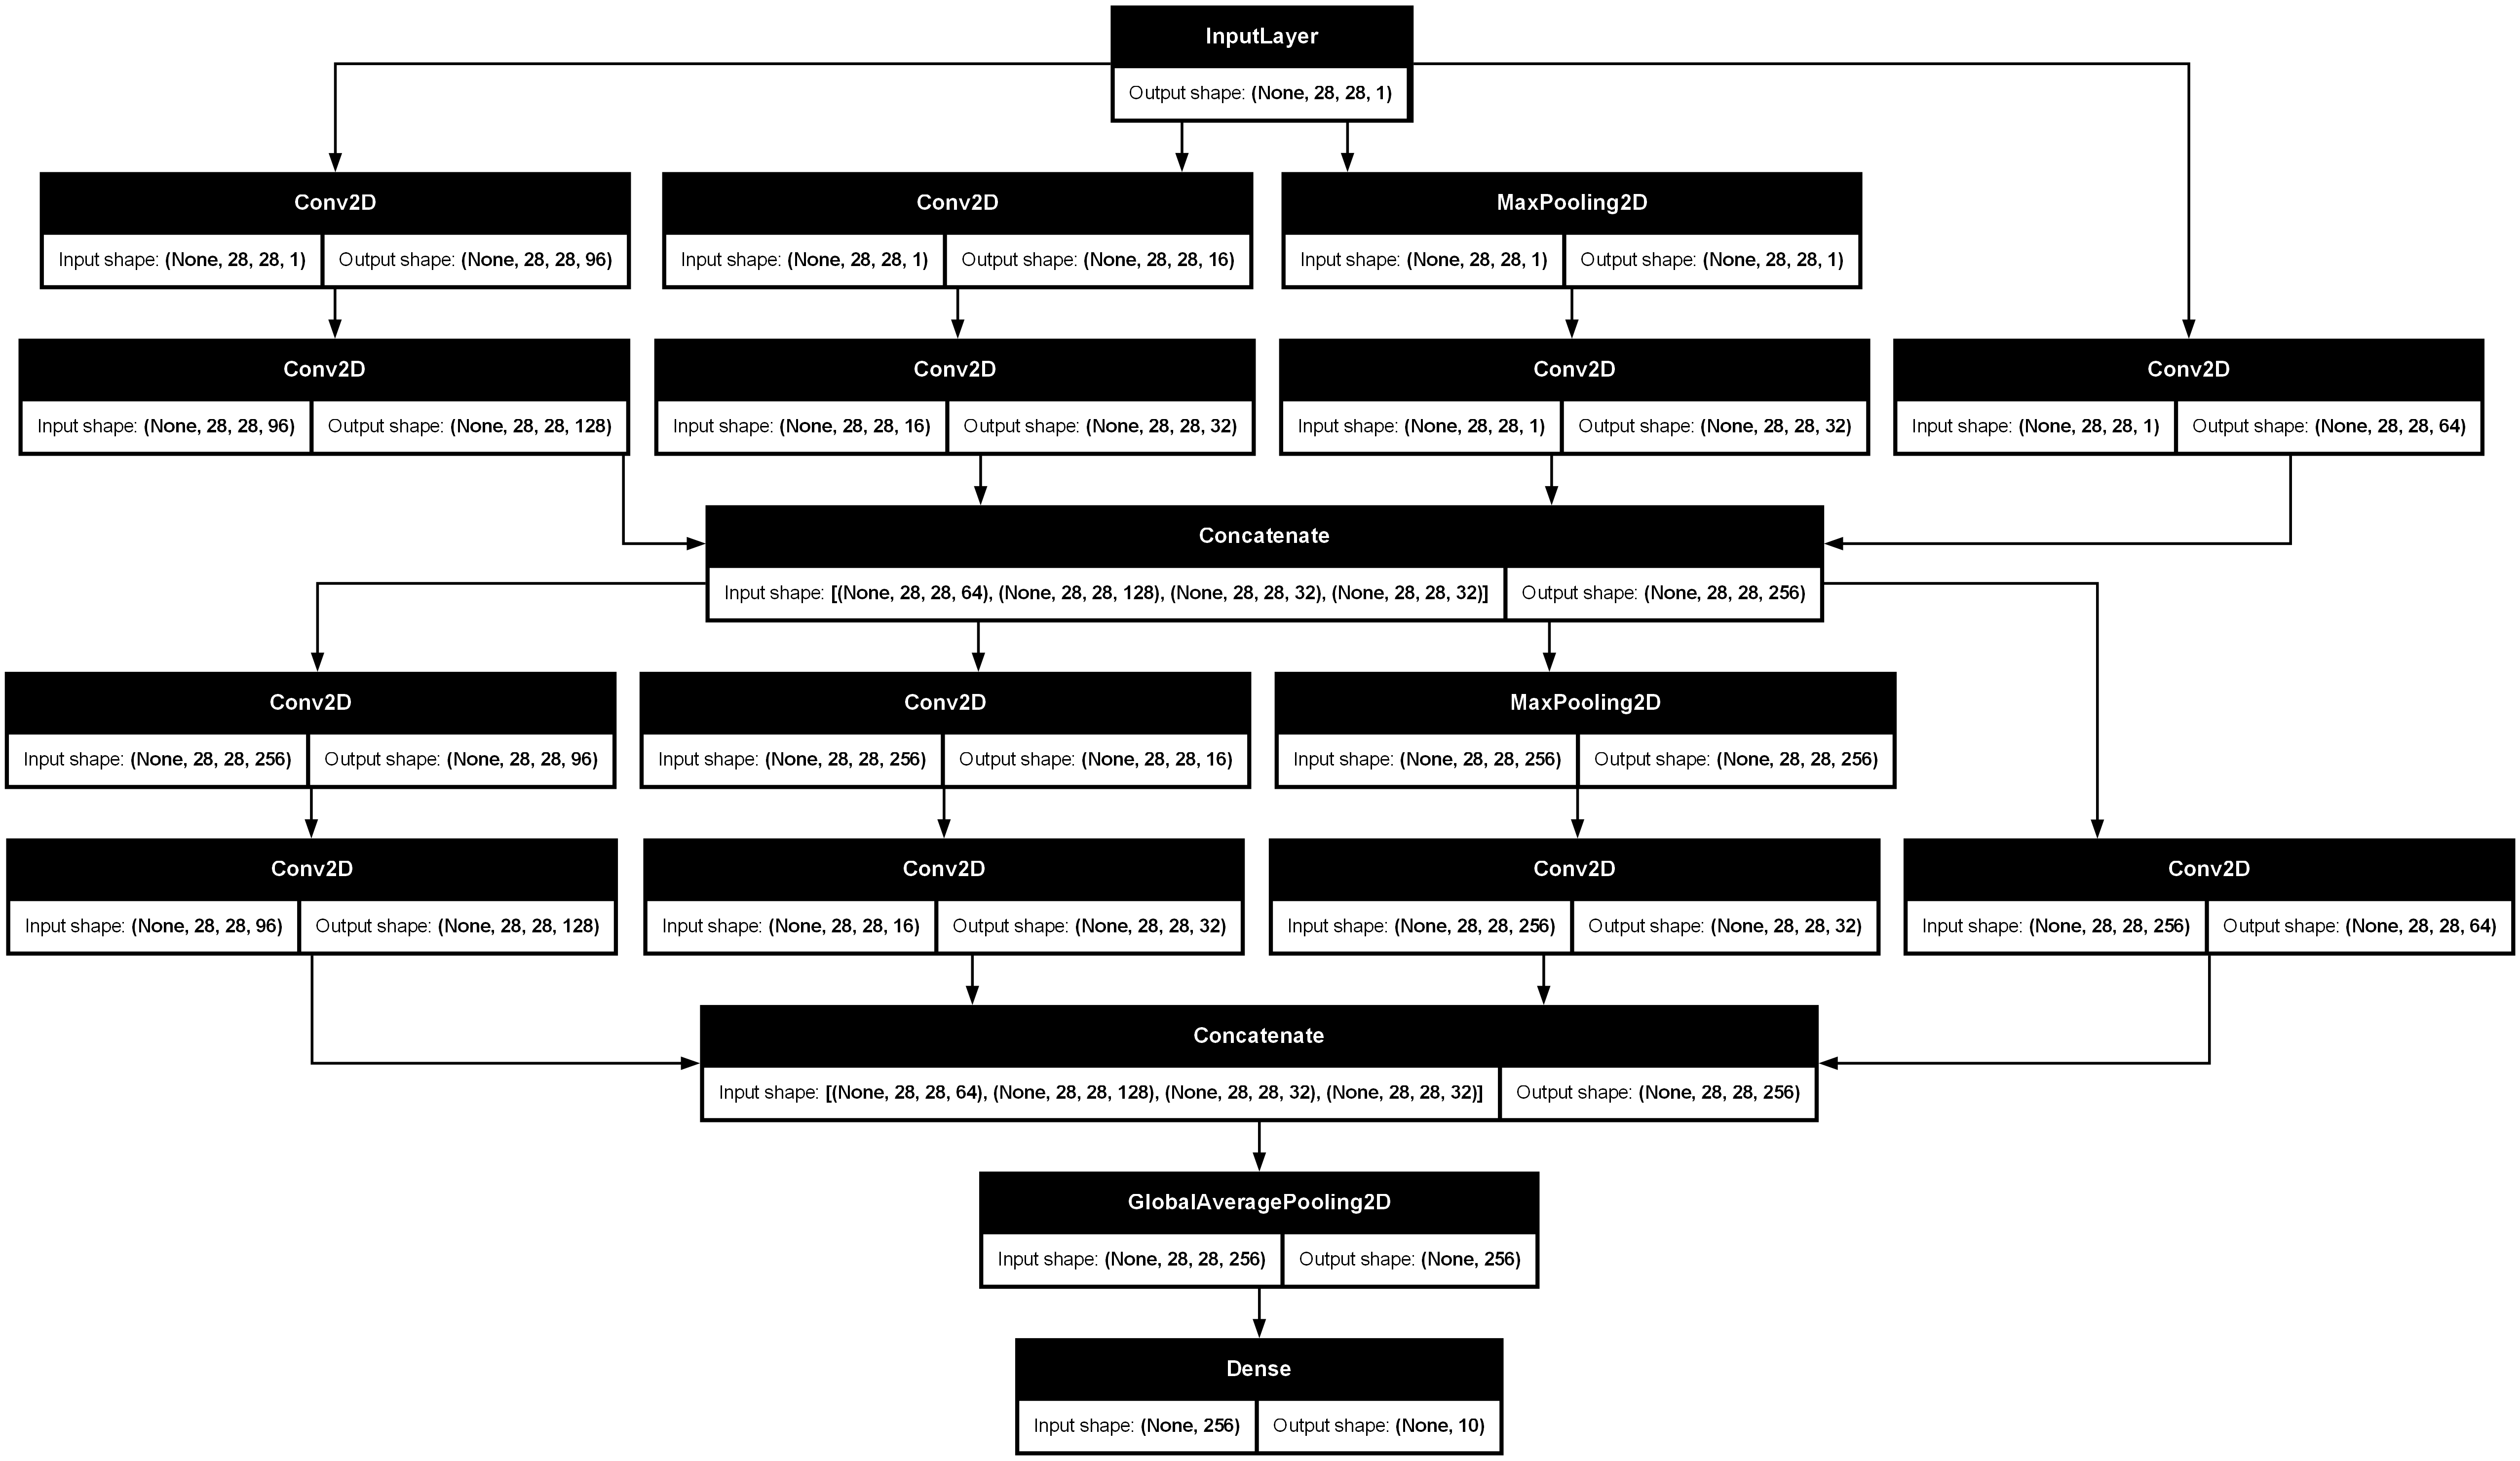 InputLayer
Output shape: (None, 28, 28, 1)
Conv2D
Input shape: (None, 28, 28, 1) Output shape: (None, 28, 28, 96)
Conv2D
Input shape: (None, 28, 28, 1) Output shape: (None, 28, 28, 16)
MaxPooling2D
Input shape: (None, 28, 28, 1) Output shape: (None, 28, 28, 1)
Conv2D
Input shape: (None, 28, 28, 96) Output shape: (None, 28, 28, 128)
Conv2D
Input shape: (None, 28, 28, 16) Output shape: (None, 28, 28, 32)
Conv2D
Input shape: (None, 28, 28, 1) Output shape: (None, 28, 28, 32)
Conv2D
Input shape: (None, 28, 28, 1) Output shape: (None, 28, 28, 64)
Concatenate
Input shape: [(None, 28, 28, 64), (None, 28, 28, 128), (None, 28, 28, 32), (None, 28, 28, 32)] Output shape: (None, 28, 28, 256)
Conv2D
Input shape: (None, 28, 28, 256) Output shape: (None, 28, 28, 96)
Conv2D
Input shape: (None, 28, 28, 256) Output shape: (None, 28, 28, 16)
MaxPooling2D
Input shape: (None, 28, 28, 256) Output shape: (None, 28, 28, 256)
Conv2D
Input shape: (None, 28, 28, 96) Output shape: (None, 28, 28, 128)
Conv2D
Input shape: (None, 28, 28, 16) Output shape: (None, 28, 28, 32)
Conv2D
Input shape: (None, 28, 28, 256) Output shape: (None, 28, 28, 32)
Conv2D
Input shape: (None, 28, 28, 256) Output shape: (None, 28, 28, 64)
Concatenate
Input shape: [(None, 28, 28, 64), (None, 28, 28, 128), (None, 28, 28, 32), (None, 28, 28, 32)] Output shape: (None, 28, 28, 256)
GlobalAveragePooling2D
Input shape: (None, 28, 28, 256) Output shape: (None, 256)
Dense
Input shape: (None, 256) Output shape: (None, 10)